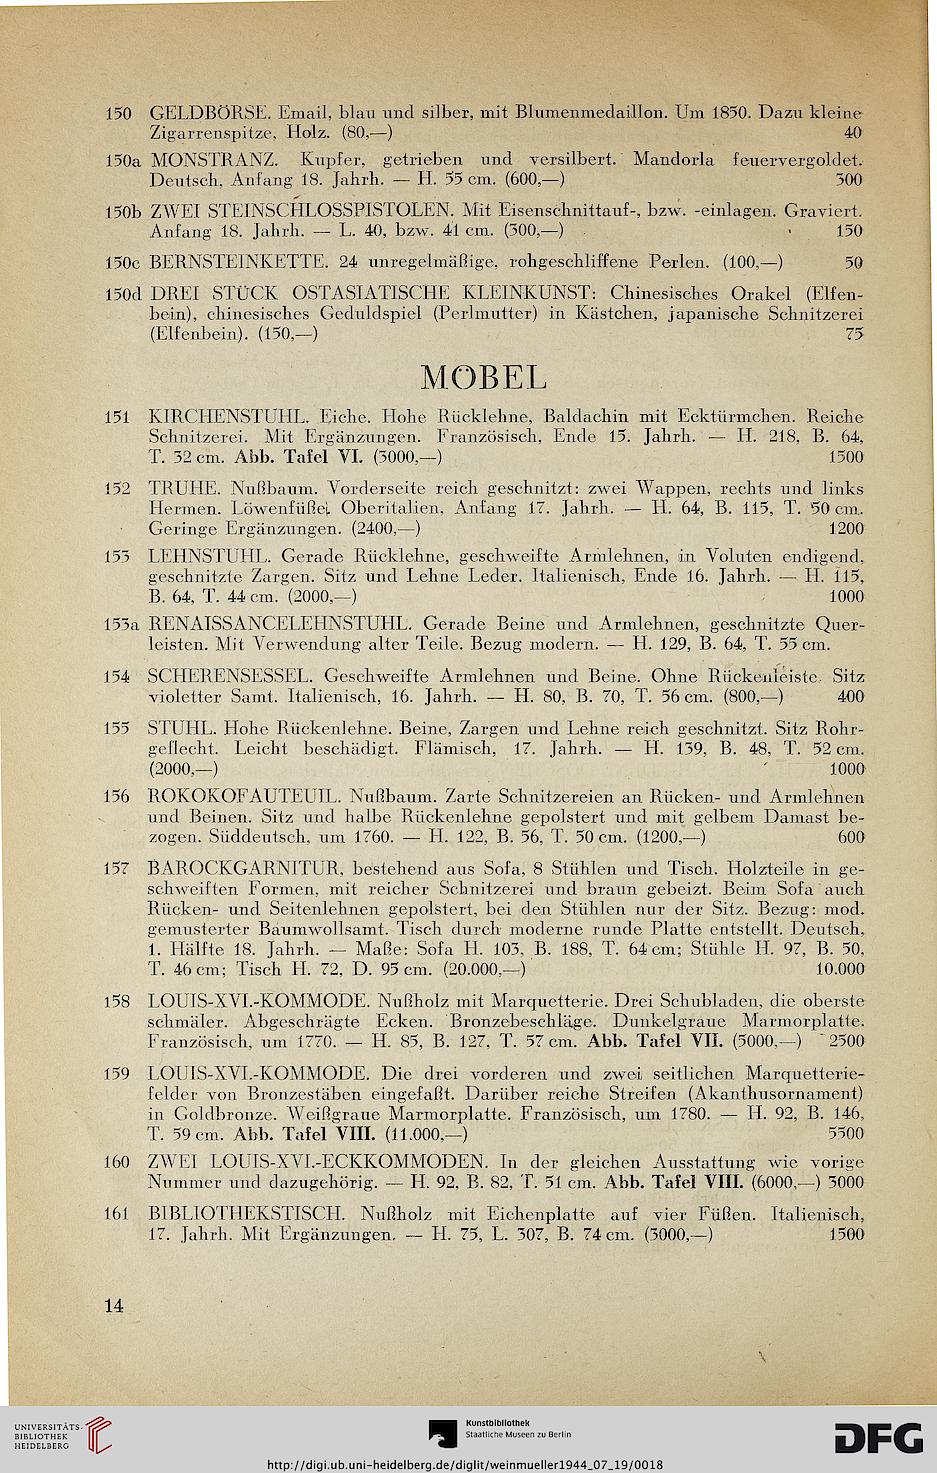 150 GELDBÖRSE. Email, blau und silber, mit Blumenmedaillon. Um 1850. Dazu kleine
Zigarrenspitze, Holz. (80,—) 40
150a MONSTRANZ. Kupfer, getrieben und versilbert. Mandorla feuervergoldet.
Deutsch, Anfang 18. Jahrh. — H. 55 cm. (600,—) 300
150b ZWEI STEINSCHLOSSPISTOLEN. Mit Eisenschnittauf-, bzw. -einlagen. Graviert.
Anfang 18. Jahrh. — L. 40, bzw. 41 cm. (300,—) 150
150c BERNSTEINKETTE. 24 unregelmäßige, rohgeschliffene Perlen. (100,—) 50
150d DREI STÜCK OSTASIATISCHE KLEINKUNST: Chinesisches Orakel (Elfen-
bein), chinesisches Geduldspiel (Perlmutter) in Kästchen, japanische Schnitzerei
(Elfenbein). (150,—) 75
MÖBEL
151 KIRCHENSTUHL. Eiche. Hohe Rücklehne, Baldachin mit Ecktürmchen. Reiche
Schnitzerei. Mit Ergänzungen. Französisch, Ende 15. Jahrh. — H. 218, B. 64,
T. 32 cm. Abb. Tafel VI. (3000,—) 1500
152 TRUHE. Nußbaum. Vorderseite reich geschnitzt: zwei Wappen, rechts und links
Hermen. Löwenfüße. Oberitalien, Anfang 17. Jahrh. — H. 64, B. 115, T. 50 cm.
Geringe Ergänzungen. (2400,—) 1200
153 LEHNSTUHL. Gerade Rücklehne, geschweifte Armlehnen, in Voluten endigend,
geschnitzte Zargen. Sitz und Lehne Leder. Italienisch, Ende 16. Jahrh. — H. 115,
B. 64, T. 44 cm. (2000,—) 1000
153a RENAISSANCELEHNSTUHL. Gerade Beine und Armlehnen, geschnitzte Quer-
leisten. Mit Verwendung alter Teile. Bezug modern. — H. 129, B. 64, T. 55 cm.
154 SCHERENSESSEL. Geschweifte Armlehnen und Beine. Ohne Rückenleiste. Sitz
violetter Samt. Italienisch, 16. Jahrh. — H. 80, B. 70, T. 56 cm. (800,—) 400
155 STUHL. Hohe Rückenlehne. Beine, Zargen und Lehne reich geschnitzt. Sitz Rohr-
geflecht. Leicht beschädigt. Flämisch, 17. Jahrh. — H. 139, B. 48, T. 52 cm.
(2000,—) 1000
156 ROKOKOFAUTEUIL. Nußbaum. Zarte Schnitzereien an Rücken- und Armlehnen
und Beinen. Sitz und halbe Rückenlehne gepolstert und mit gelbem Damast be-
zogen. Süddeutsch, um 1760. — H. 122, B. 56, T. 50 cm. (1200,—) 600
157 BAROCKGARNITUR, bestehend aus Sofa, 8 Stühlen und Tisch. Holzteile in ge-
schweiften Formen, mit reicher Schnitzerei und braun gebeizt. Beim Sofa auch
Rücken- und Seitenlehnen gepolstert, bei den Stühlen nur der Sitz. Bezug: mod.
gemusterter Baumwollsamt. Tisch durch moderne runde Platte entstellt. Deutsch,
1. Hälfte 18. Jahrh. — Maße: Sofa H. 103, B. 188, T. 64 cm; Stühle H. 97, B. 50,
T. 46 cm; Tisch H. 72, D. 95 cm. (20.000,—) 10.000
158 LOUIS-XVI.-KOMMODE. Nußholz mit Marquetterie. Drei Schubladen, die oberste
schmäler. Abgeschrägte Ecken. Bronzebeschläge. Dunkelgraue Marmorplatte.
Französisch, um 1770. — H. 85, B. 127, T. 57 cm. Abb. Tafel VII. (5000,—) 2500
159 LOUIS-XVI.-KOMMODE. Die drei vorderen und zwei seitlichen Marquetterie-
felder von Bronzestäben eingefaßt. Darüber reiche Streifen (Akanthusornament)
in Goldbronze. Weißgraue Marmorplatte. Französisch, um 1780. — H. 92, B. 146,
T. 59 cm. Abb. Tafel VIII. (11.000,—) 5500
160 ZWEI LOUIS-XVI.-ECKKOMMODEN. In der gleichen Ausstattung wie vorige
Nummer und dazugehörig. — H. 92, B. 82, T. 51 cm. Abb. Tafel VIII. (6000,—) 3000
161 BIBLIOTHEKSTISCH. Nußholz mit Eichenplatte auf vier Füßen. Italienisch,
17. Jahrh. Mit Ergänzungen. — H. 75, L. 307, B. 74 cm. (3000,—) 1500
14
UNIVERSITÄTS-
BIBLIOTHEK
HEIDELBERG
Kunstbibliothek
Staatliche Museen zu Berlin
DFG
http://digi.ub.uni-heidelberg.de/diglit/weinmueller1944_07_19/0018